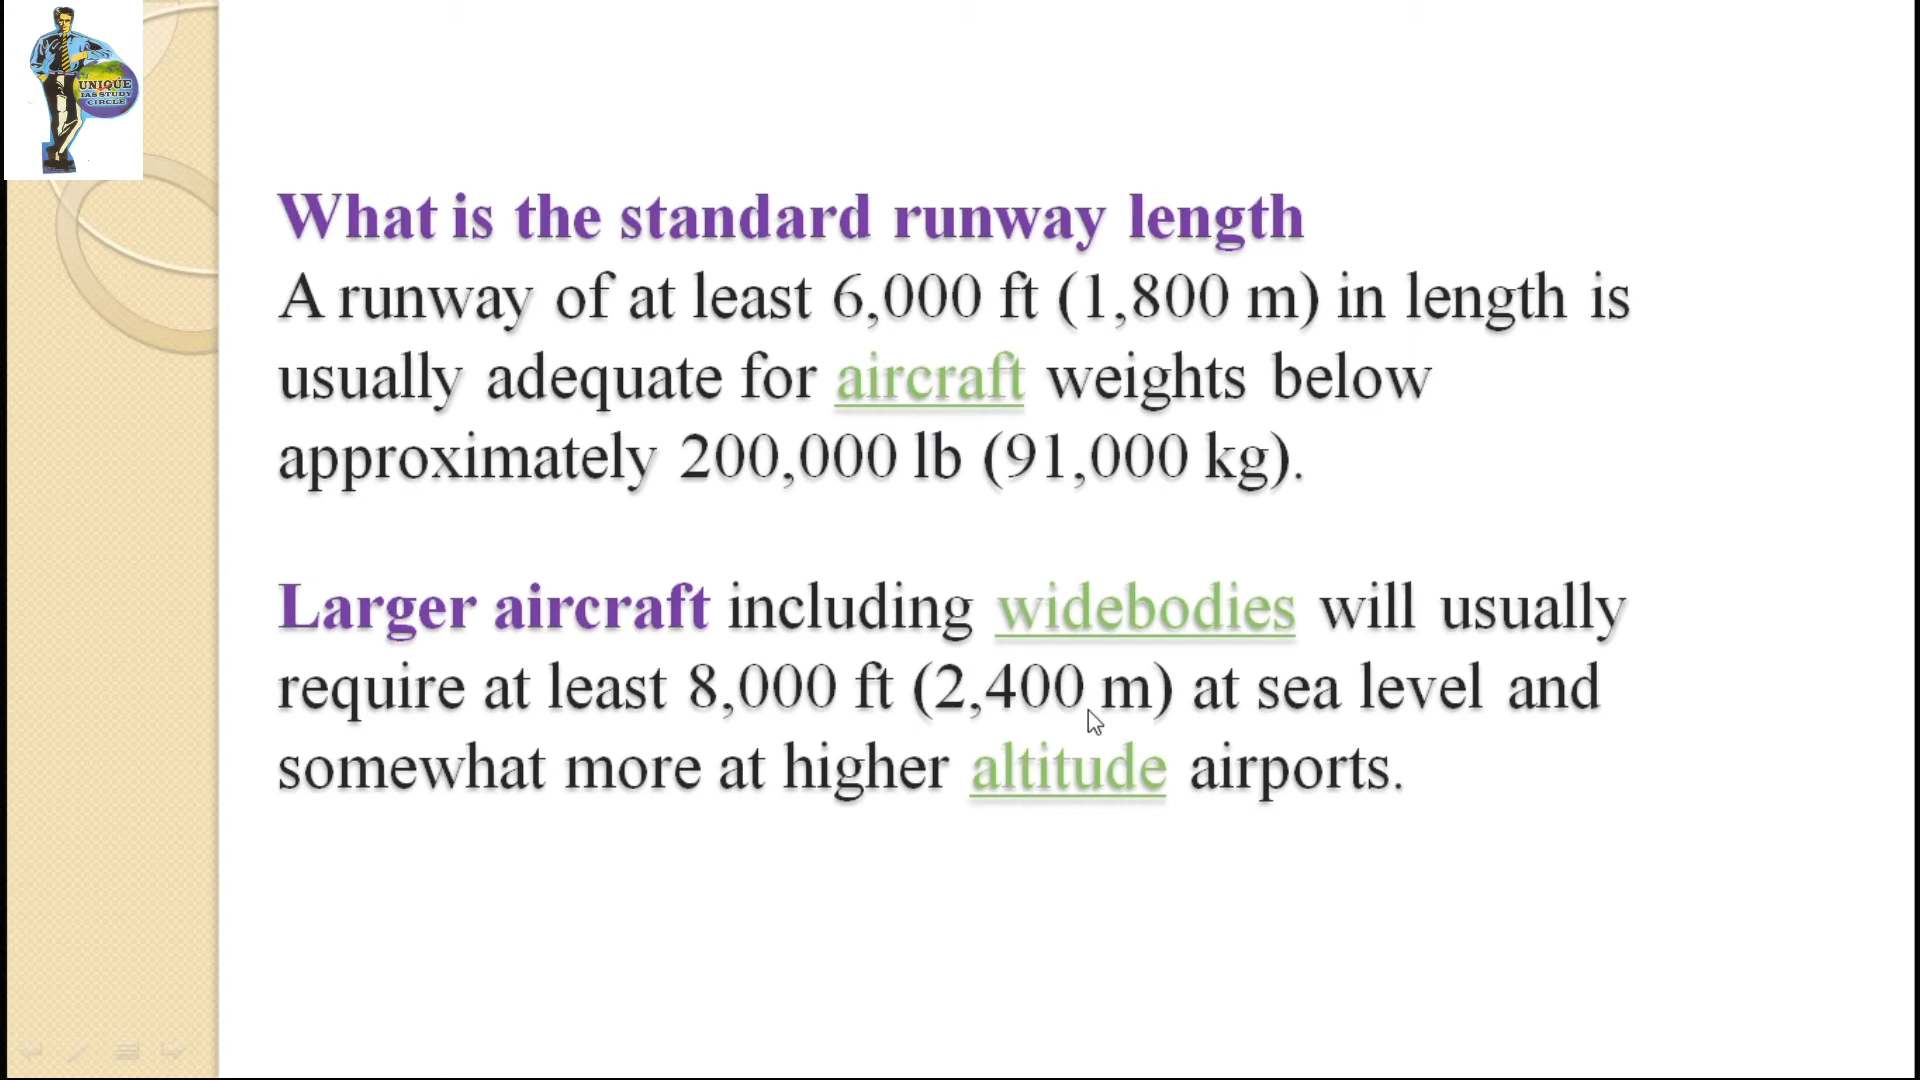 UNIQUE
IAS STUDY
CIRCLE
What is the standard runway length
A runway of at least 6,000 ft (1,800 m) in length is
usually adequate for aircraft weights below
approximately 200,000 lb (91,000 kg).
Larger aircraft including widebodies will usually
require at least 8,000 ft (2,400 m) at sea level and
somewhat more at higher altitude airports.